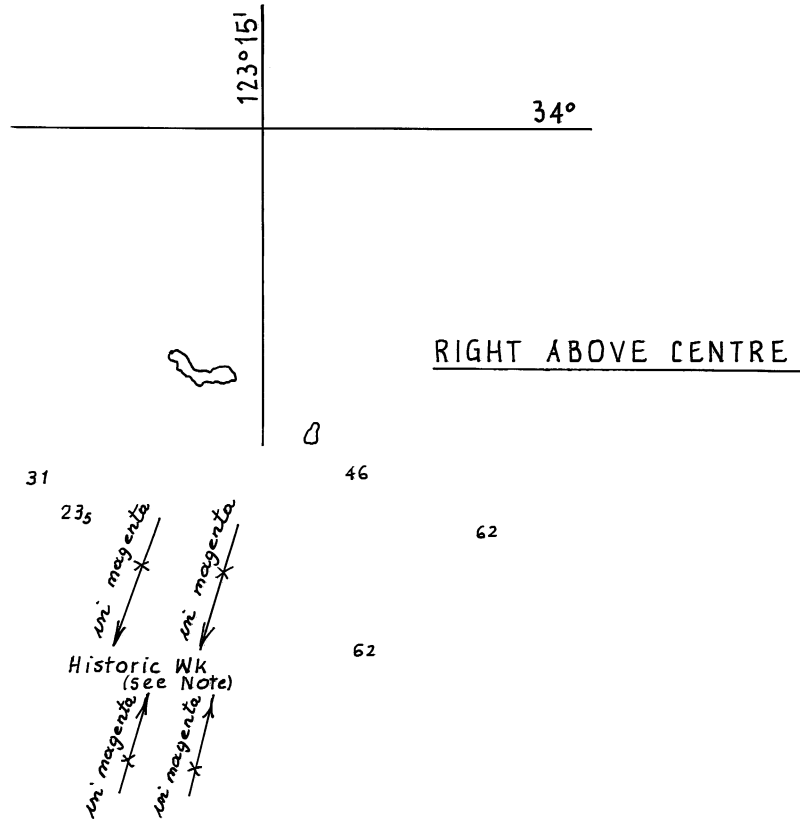 123° 15'
34°
RIGHT ABOVE CENTRE
31
46
23₅
62
in magenta
in magenta
62
Historic Wk
(see Note)
in magenta
in magenta